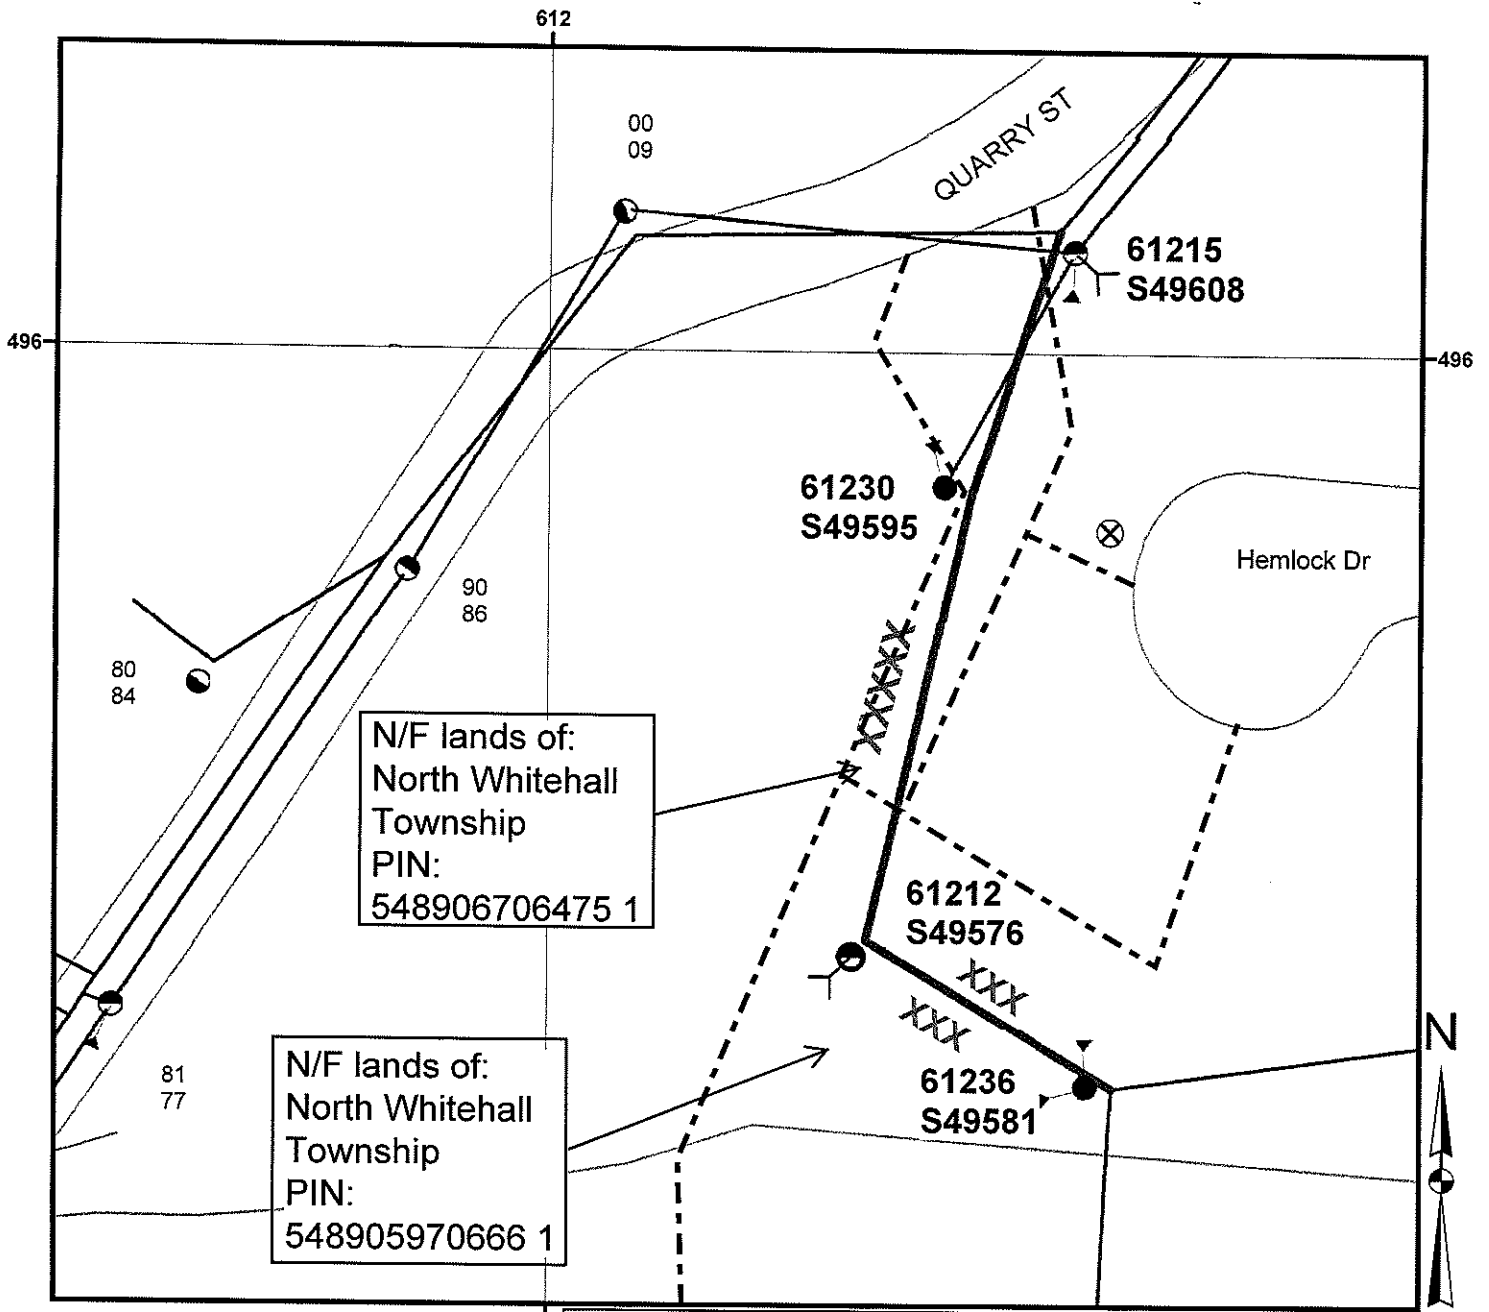 612
00
09
QUARRY ST
61215
S49608
496
496
61230
S49595
Hemlock Dr
90
86
80
84
XXXXX
N/F lands of:
North Whitehall
Township
PIN:
548906706475 1
61212
S49576
XXX
XXX
N
N/F lands of:
North Whitehall
Township
PIN:
548905970666 1
61236
S49581
81
77